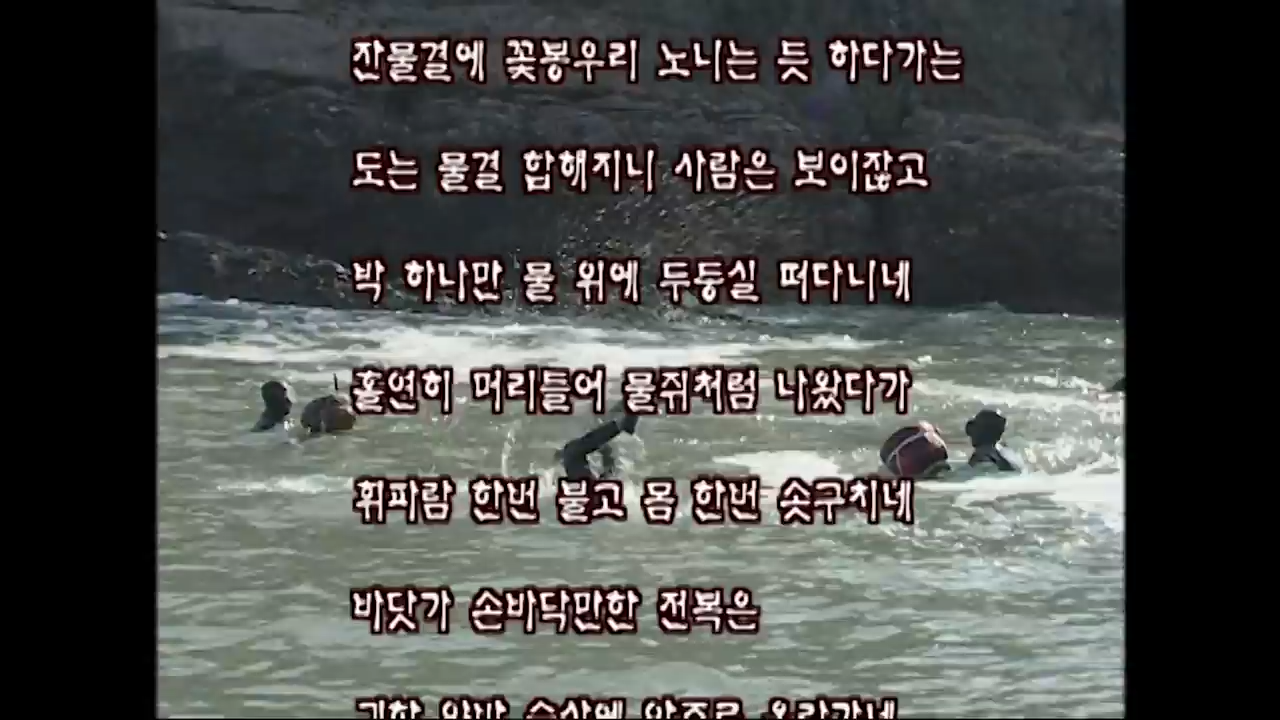 잔물결에 꽃봉우리 노니는 듯 하다가는
도는 물결 합해지니 사람은 보이잖고
박 하나만 물 위에 두둥실 떠다니네
홀연히 머리들어 물쥐처럼 나왔다가
휘파람 한번 불고 몸 한번 솟구치네
바닷가 손바닥만한 전복은